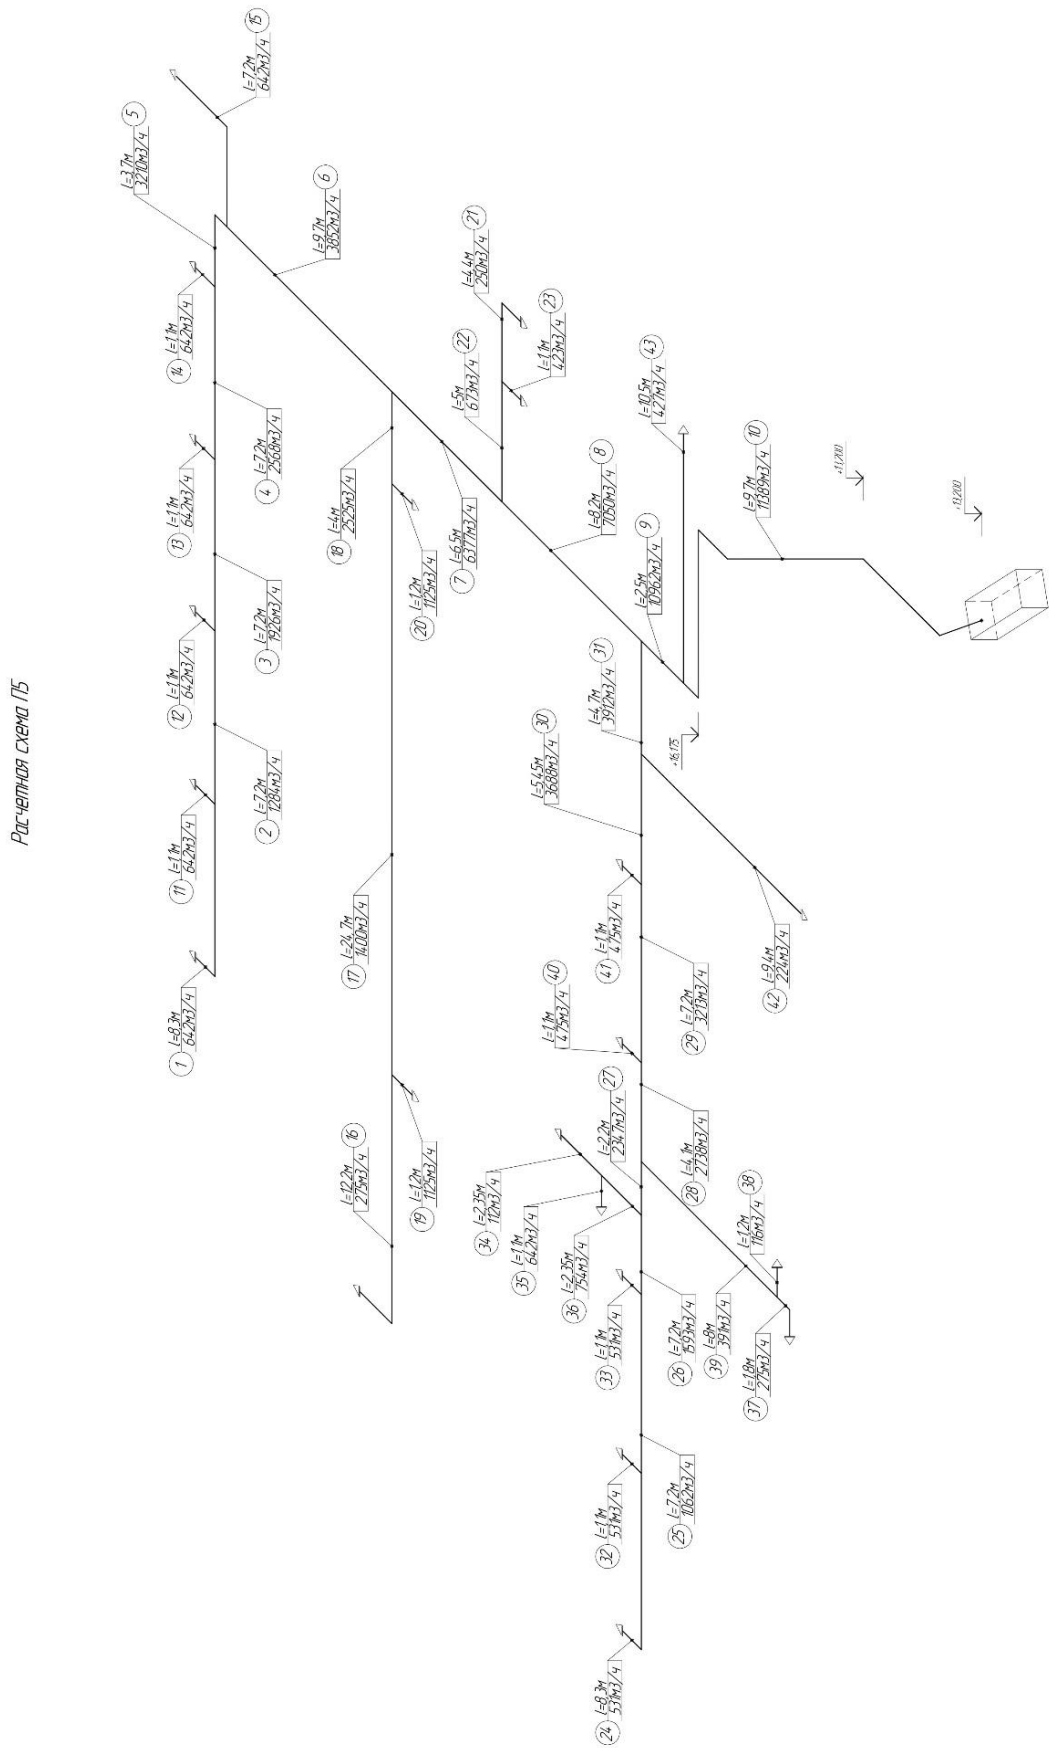 Расчетная схема П5
1
l=8.3м
642м3/ч
11
l=1.1м
642м3/ч
12
l=1.1м
642м3/ч
13
l=1.1м
642м3/ч
14
l=1.1м
642м3/ч
5
l=3.7м
3210м3/ч
15
l=7.2м
642м3/ч
2
l=7.2м
1284м3/ч
3
l=7.2м
1926м3/ч
4
l=7.2м
2568м3/ч
6
l=9.7м
3852м3/ч
16
l=12.2м
275м3/ч
17
l=24.7м
1400м3/ч
18
l=4м
2525м3/ч
19
l=1.2м
1125м3/ч
20
l=1.2м
1125м3/ч
7
l=6.5м
6377м3/ч
22
l=5м
673м3/ч
21
l=4.4м
250м3/ч
23
l=1.1м
423м3/ч
8
l=8.2м
7050м3/ч
9
l=2.5м
10962м3/ч
43
l=10.5м
427м3/ч
10
l=9.7м
11389м3/ч
+11,700
+13,200
+16,175
24
l=8.3м
531м3/ч
32
l=1.1м
531м3/ч
33
l=1.1м
531м3/ч
34
l=2.35м
112м3/ч
35
l=1.1м
642м3/ч
36
l=2.35м
754м3/ч
27
l=2.2м
2347м3/ч
40
l=1.1м
475м3/ч
41
l=1.1м
475м3/ч
30
l=5.45м
3688м3/ч
31
l=4.7м
3912м3/ч
25
l=7.2м
1062м3/ч
26
l=7.2м
1593м3/ч
28
l=4.1м
2738м3/ч
29
l=7.2м
3213м3/ч
39
l=8м
391м3/ч
37
l=1.8м
275м3/ч
38
l=1.2м
116м3/ч
42
l=9.4м
224м3/ч